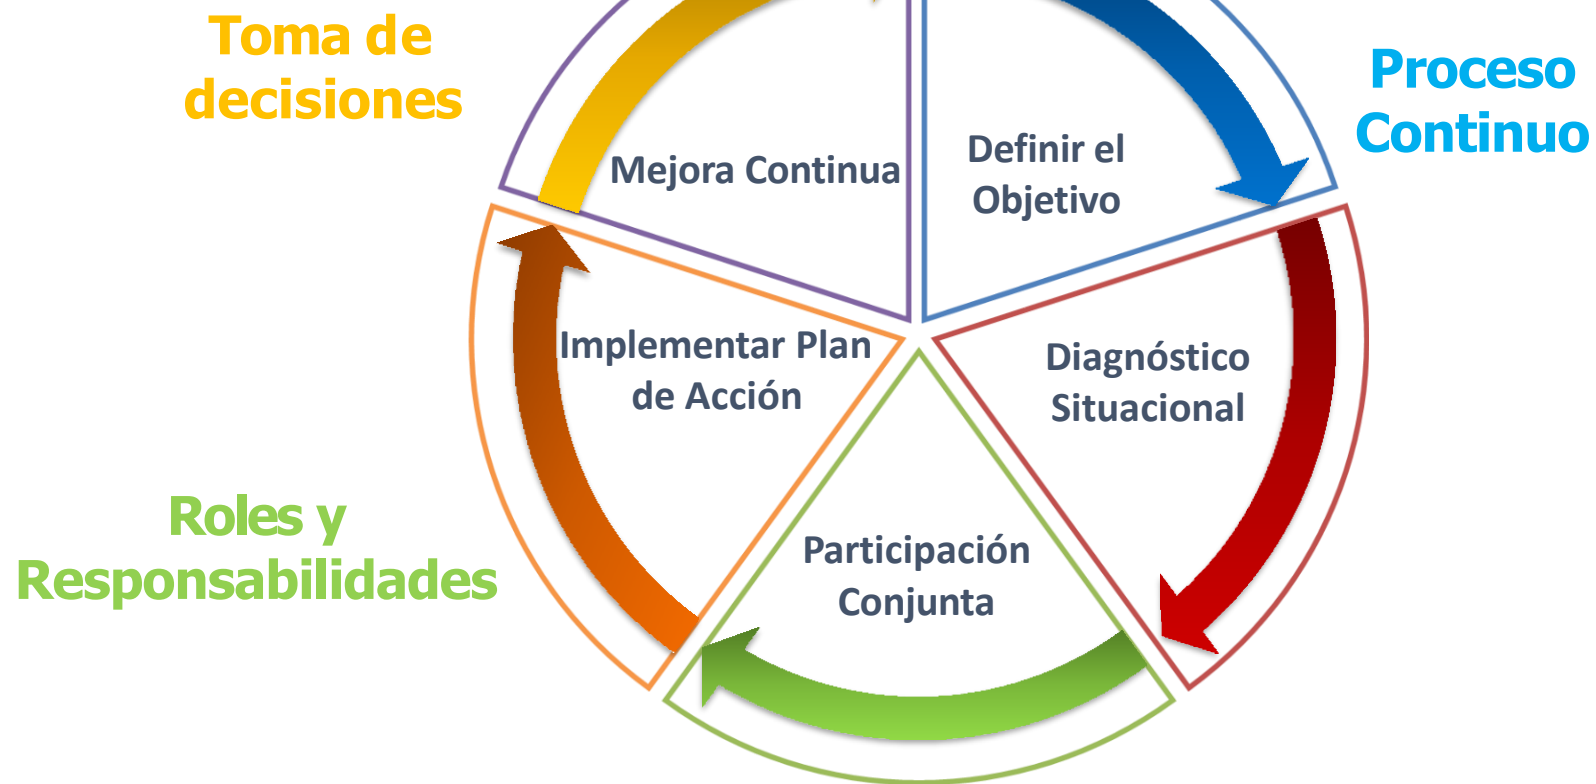 Toma de
decisiones
Proceso
Continuo
Mejora Continua
Definir el
Objetivo
Implementar Plan
de Acción
Diagnóstico
Situacional
Roles y
Responsabilidades
Participación
Conjunta